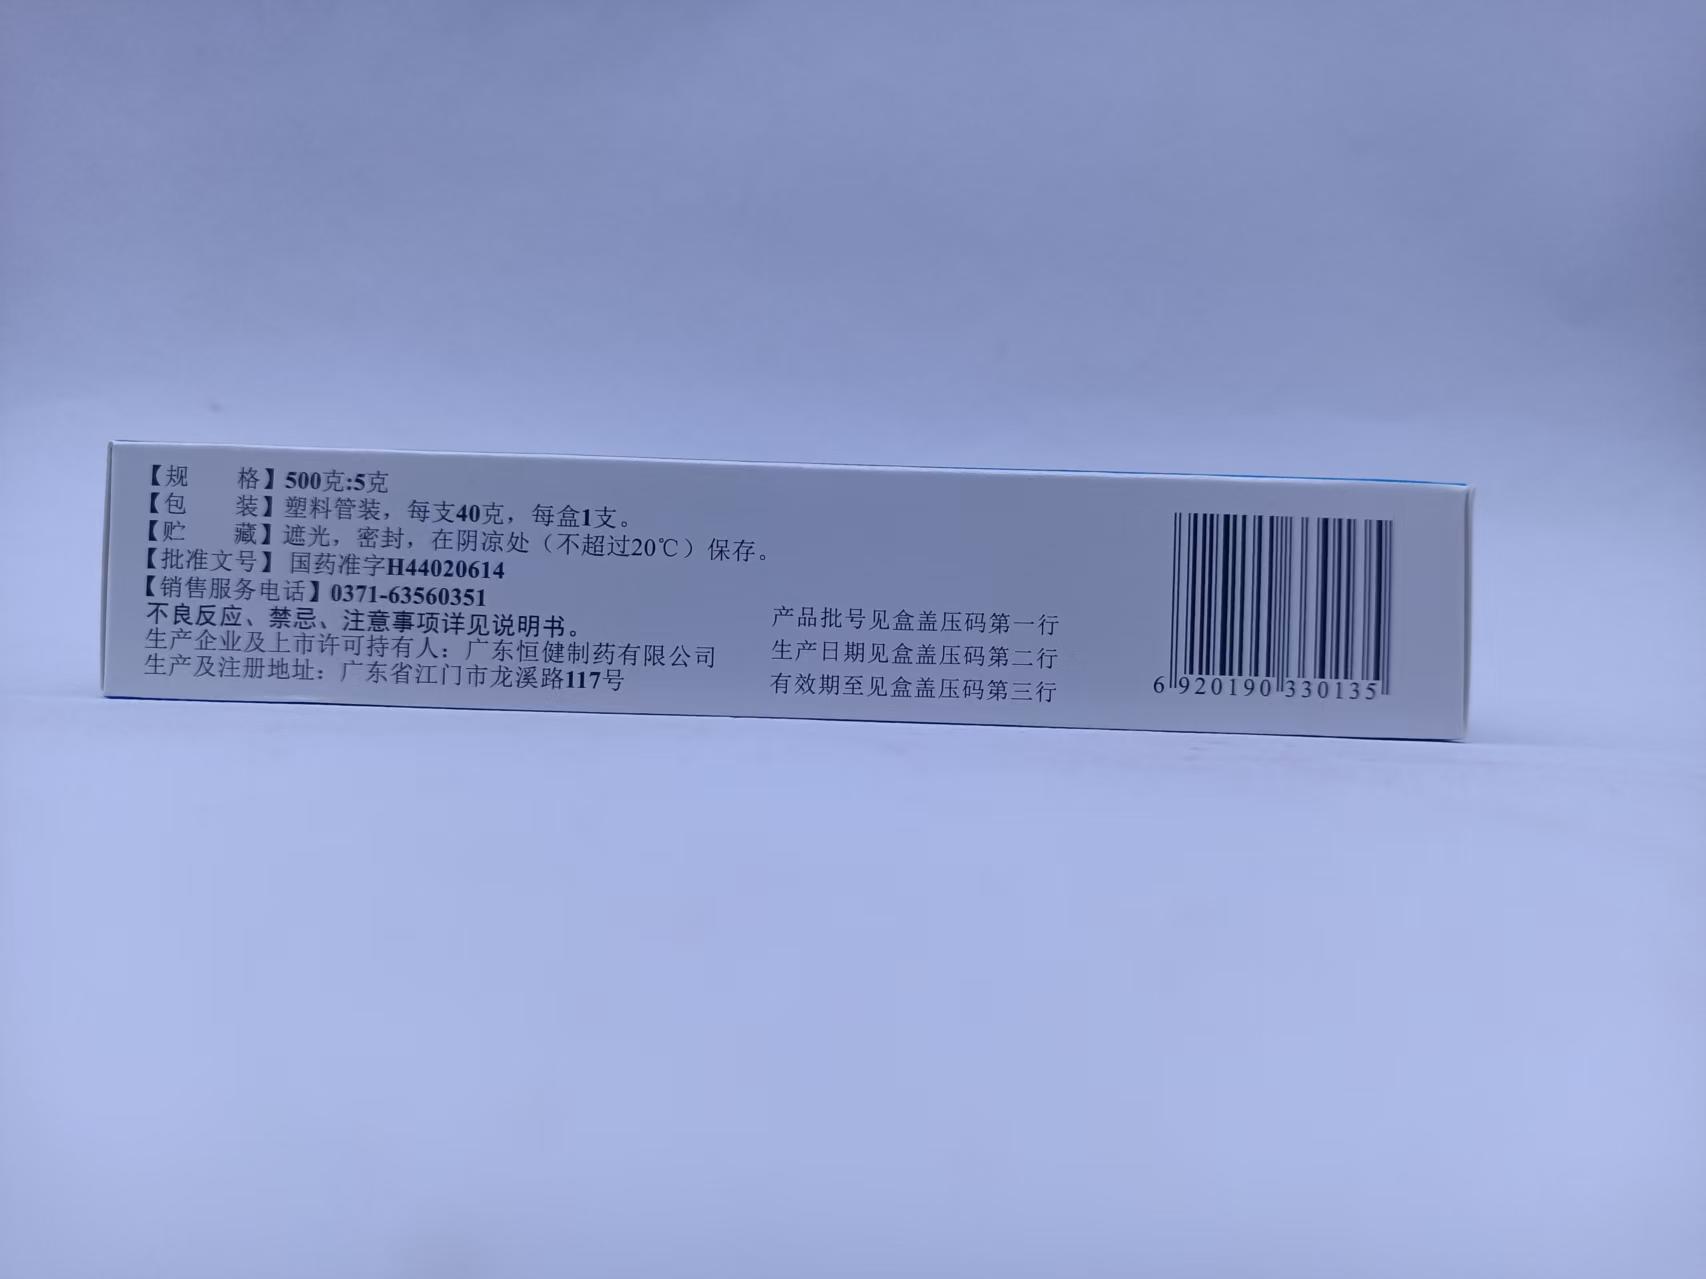 【规　　格】500克:5克
【包　　装】塑料管装，每支40克，每盒1支。
【贮　　藏】遮光，密封，在阴凉处（不超过20℃）保存。
【批准文号】 国药准字H44020614
【销售服务电话】0371-63560351
不良反应、禁忌、注意事项详见说明书。
生产企业及上市许可持有人：广东恒健制药有限公司
生产及注册地址：广东省江门市龙溪路117号
产品批号见盒盖压码第一行
生产日期见盒盖压码第二行
有效期至见盒盖压码第三行
6 920190 330135